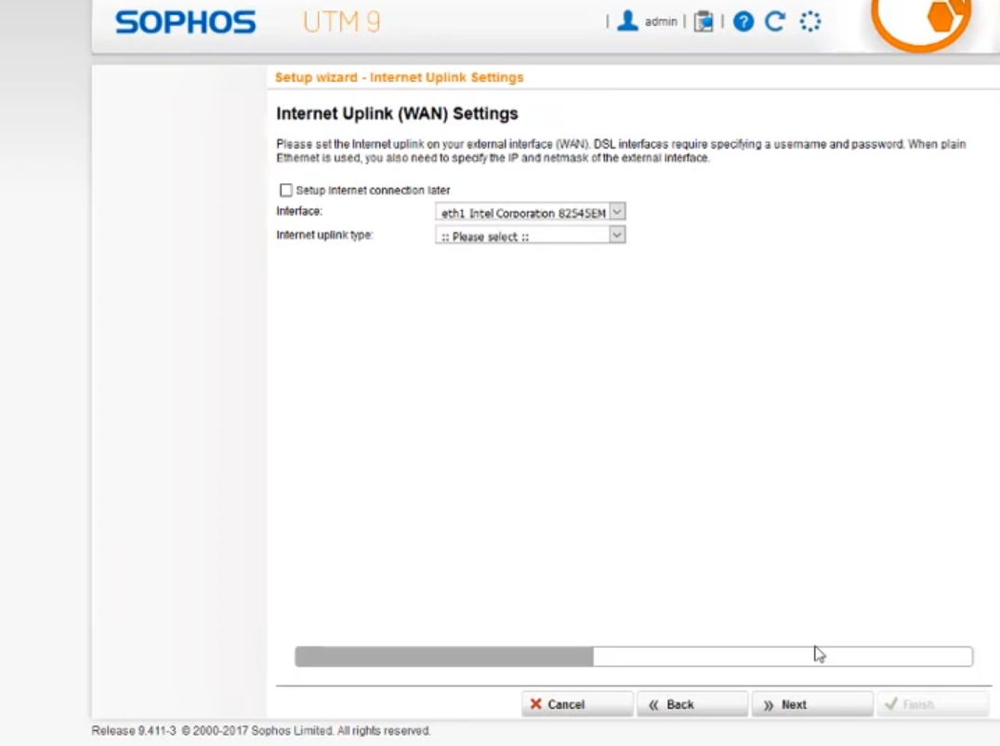 SOPHOS UTM 9 | admin | | ?
Setup wizard - Internet Uplink Settings
Internet Uplink (WAN) Settings
Please set the Internet uplink on your external interface (WAN). DSL interfaces require specifying a username and password. When plain
Ethernet is used, you also need to specify the IP and netmask of the external interface.
Setup Internet connection later
Interface: eth1 Intel Corporation 82545EM
Internet uplink type: :: Please select ::
Cancel « Back » Next Finish
Release 9.411-3 © 2000-2017 Sophos Limited. All rights reserved.